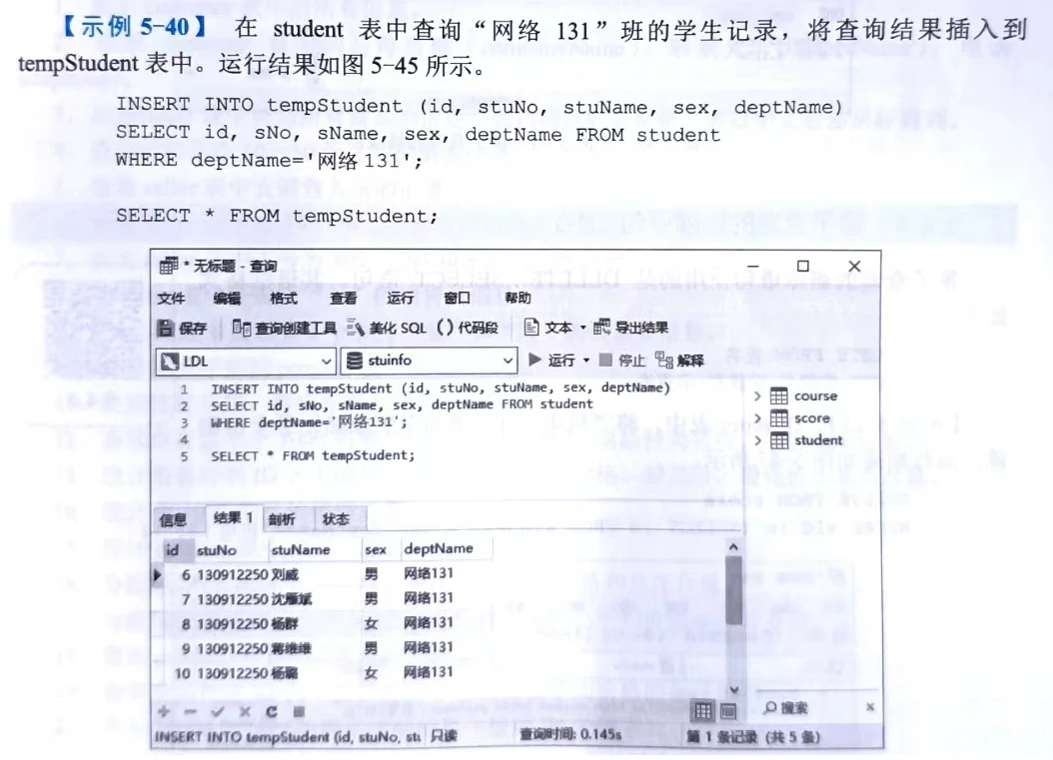 【示例 5-40】 在 student 表中查询“网络 131”班的学生记录，将查询结果插入到
tempStudent 表中。运行结果如图 5-45 所示。
INSERT INTO tempStudent (id, stuNo, stuName, sex, deptName)
SELECT id, sNo, sName, sex, deptName FROM student
WHERE deptName='网络 131';
SELECT * FROM tempStudent;
* 无标题 - 查询
文件 编辑 格式 查看 运行 窗口 帮助
保存 查询创建工具 美化 SQL () 代码段 文本 导出结果
LDL stuinfo 运行 停止 解释
1 INSERT INTO tempStudent (id, stuNo, stuName, sex, deptName)
2 SELECT id, sNo, sName, sex, deptName FROM student
3 WHERE deptName='网络131';
4
5 SELECT * FROM tempStudent;
course
score
student
信息 结果 1 剖析 状态
id stuNo stuName sex deptName
6 130912250 刘威 男 网络131
7 130912250 沈雁斌 男 网络131
8 130912250 杨群 女 网络131
9 130912250 蒋维维 男 网络131
10 130912250 杨璐 女 网络131
搜索
INSERT INTO tempStudent (id, stuNo, stu 只读 查询时间: 0.145s 第 1 条记录 (共 5 条)